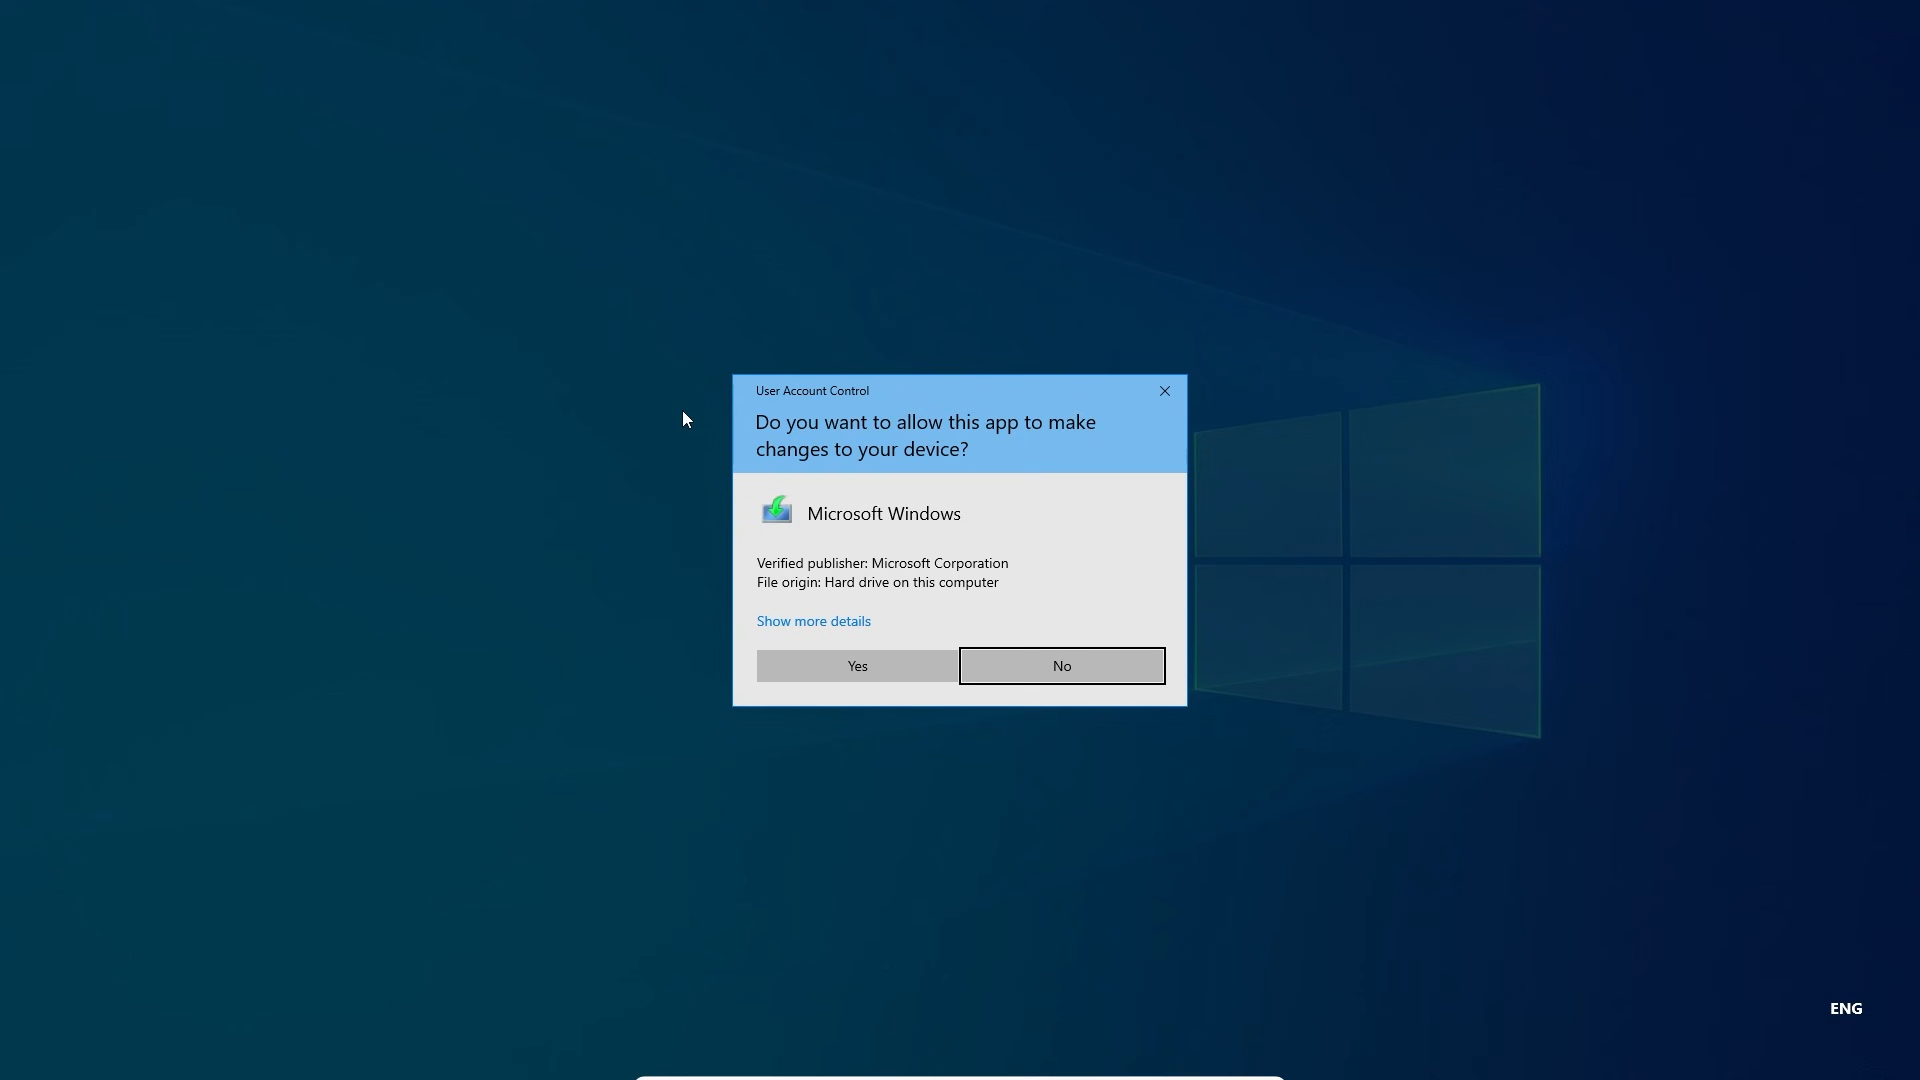 User Account Control
Do you want to allow this app to make
changes to your device?
Microsoft Windows
Verified publisher: Microsoft Corporation
File origin: Hard drive on this computer
Show more details
Yes
No
ENG